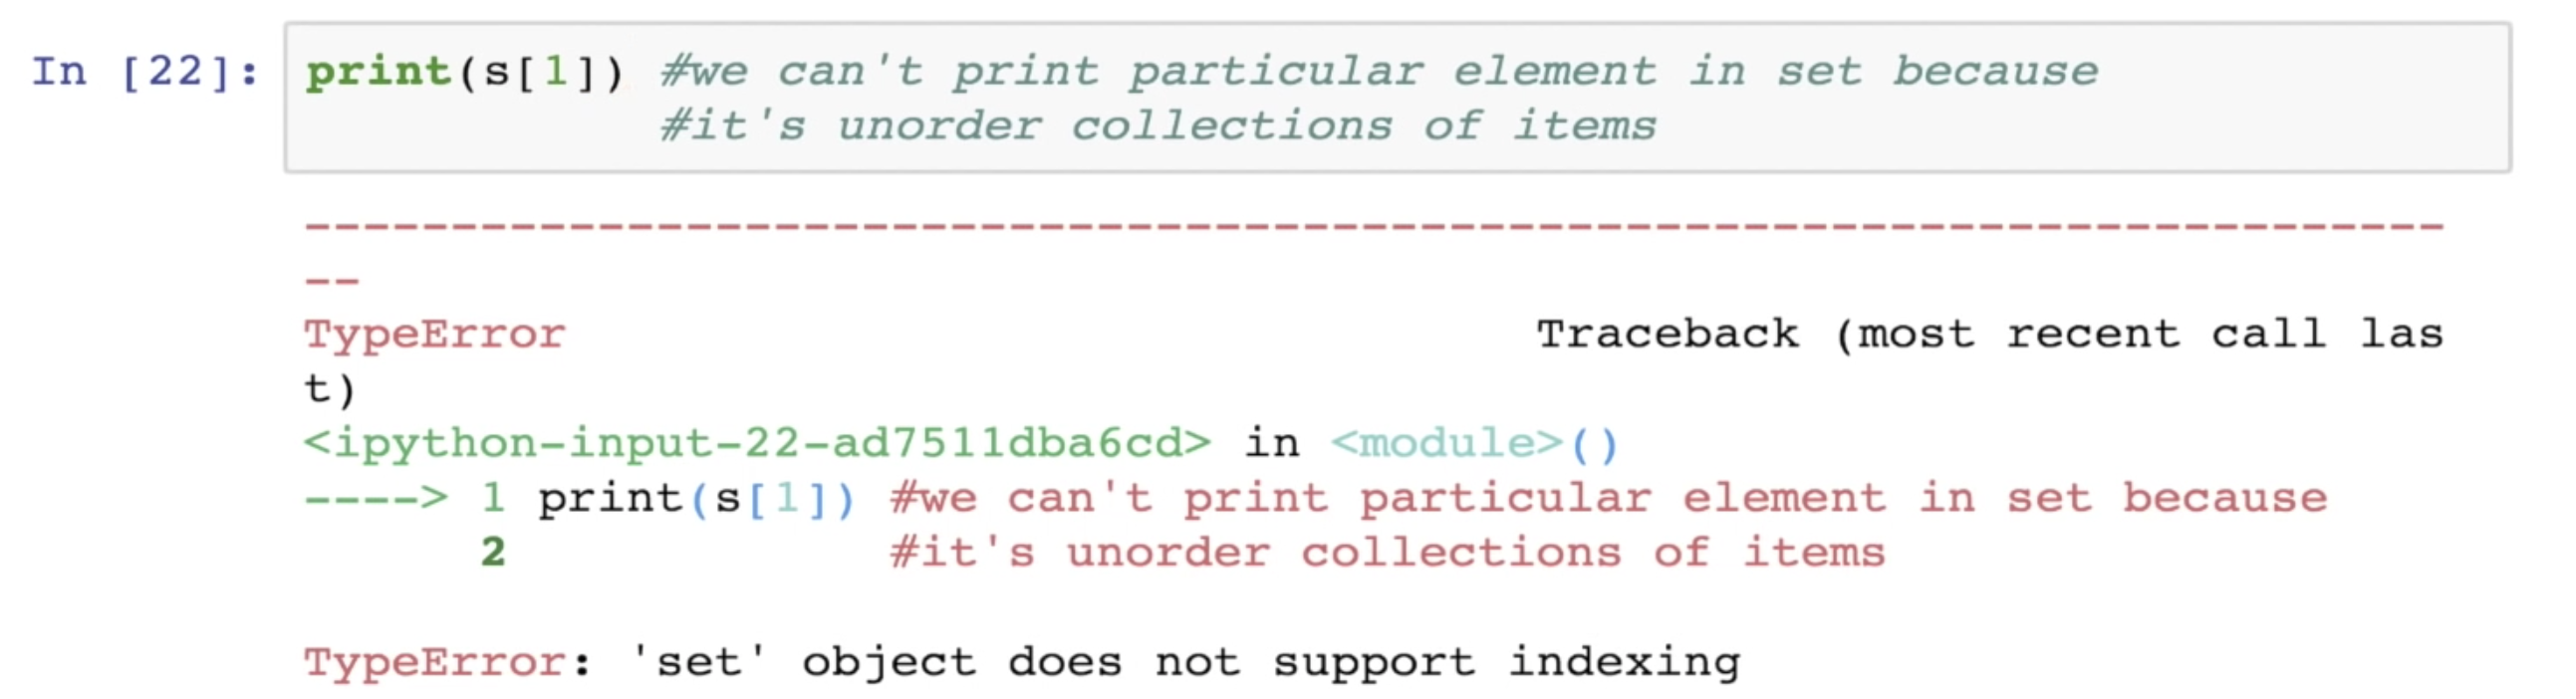 In [22]: print(s[1]) #we can't print particular element in set because
#it's unorder collections of items
--------------------------------------------------------------------------
--
TypeError                                 Traceback (most recent call las
t)
<ipython-input-22-ad7511dba6cd> in <module>()
----> 1 print(s[1]) #we can't print particular element in set because
      2             #it's unorder collections of items

TypeError: 'set' object does not support indexing